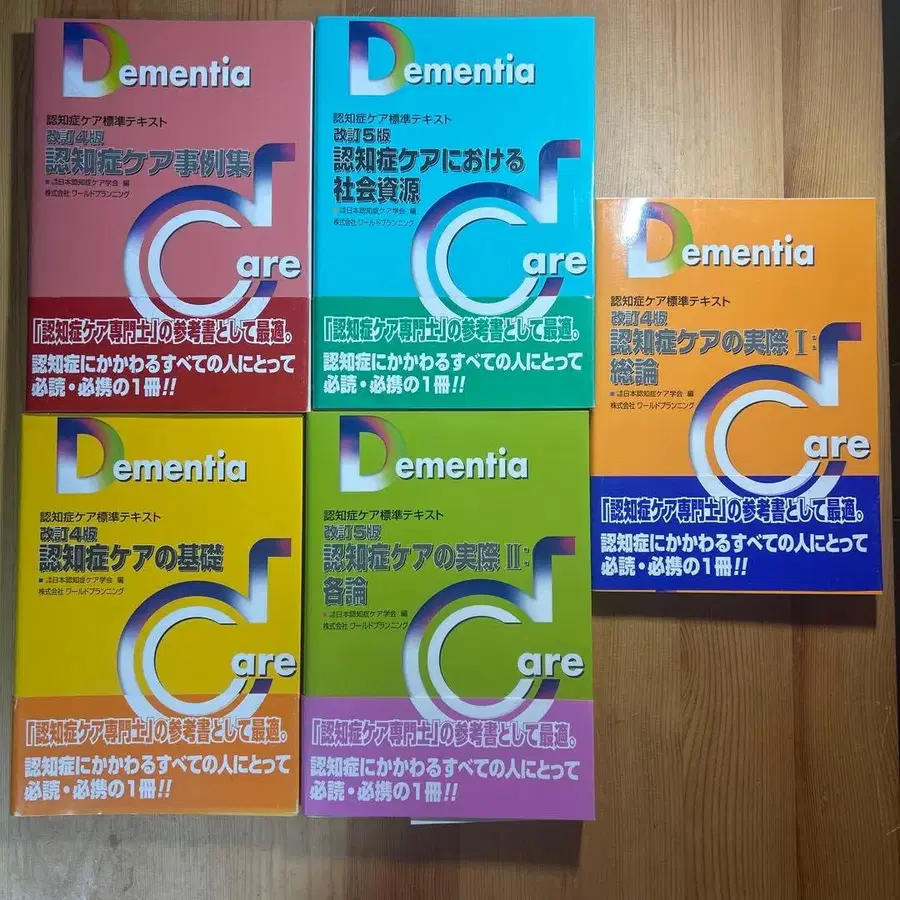 Dementia
認知症ケア標準テキスト
改訂4版
認知症ケア事例集
日本認知症ケア学会 編
株式会社 ワールドプランニング
Care
「認知症ケア専門士」の参考書として最適。
認知症にかかわるすべての人にとって
必読・必携の1冊!!
Dementia
認知症ケア標準テキスト
改訂5版
認知症ケアにおける
社会資源
日本認知症ケア学会 編
株式会社 ワールドプランニング
Care
「認知症ケア専門士」の参考書として最適。
認知症にかかわるすべての人にとって
必読・必携の1冊!!
Dementia
認知症ケア標準テキスト
改訂4版
認知症ケアの実際Ⅰ:
総論
日本認知症ケア学会 編
株式会社 ワールドプランニング
Care
「認知症ケア専門士」の参考書として最適。
認知症にかかわるすべての人にとって
必読・必携の1冊!!
Dementia
認知症ケア標準テキスト
改訂4版
認知症ケアの基礎
日本認知症ケア学会 編
株式会社 ワールドプランニング
Care
「認知症ケア専門士」の参考書として最適。
認知症にかかわるすべての人にとって
必読・必携の1冊!!
Dementia
認知症ケア標準テキスト
改訂5版
認知症ケアの実際Ⅱ:
各論
日本認知症ケア学会 編
株式会社 ワールドプランニング
Care
「認知症ケア専門士」の参考書として最適。
認知症にかかわるすべての人にとって
必読・必携の1冊!!